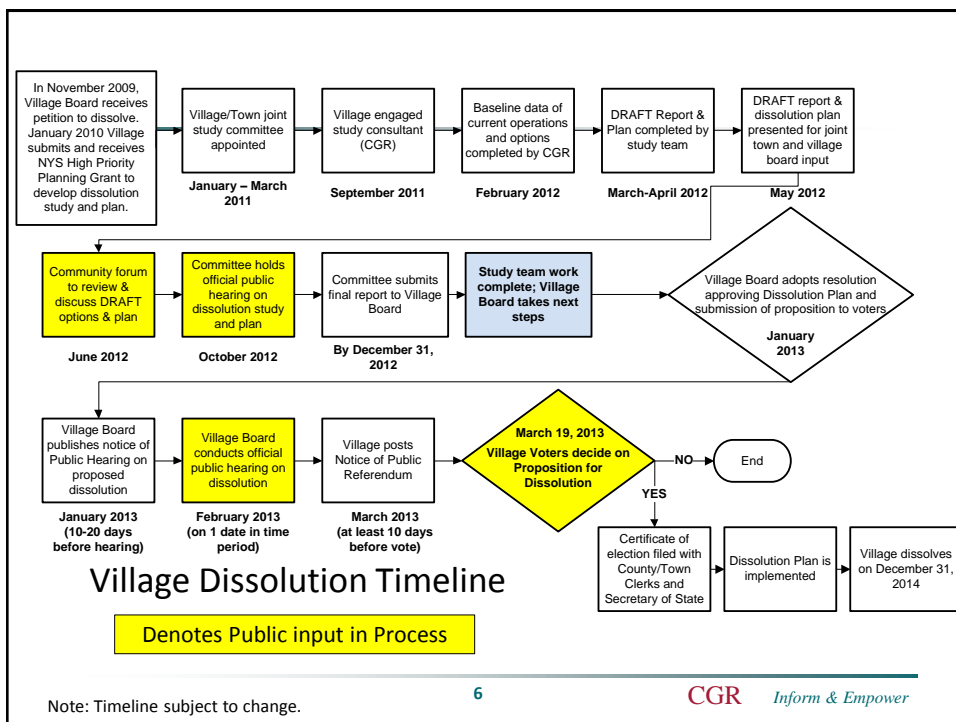 In November 2009,
Village Board receives
petition to dissolve.
January 2010 Village
submits and receives
NYS High Priority
Planning Grant to
develop dissolution
study and plan.
Village/Town joint
study committee
appointed
January – March
2011
Village engaged
study consultant
(CGR)
September 2011
Baseline data of
current operations
and options
completed by CGR
February 2012
DRAFT Report &
Plan completed by
study team
March-April 2012
DRAFT report &
dissolution plan
presented for joint
town and village
board input
May 2012
Community forum
to review &
discuss DRAFT
options & plan
June 2012
Committee holds
official public
hearing on
dissolution study
and plan
October 2012
Committee submits
final report to Village
Board
By December 31,
2012
Study team work
complete; Village
Board takes next
steps
Village Board adopts resolution
approving Dissolution Plan and
submission of proposition to voters
January
2013
Village Board
publishes notice of
Public Hearing on
proposed
dissolution
January 2013
(10-20 days
before hearing)
Village Board
conducts official
public hearing on
dissolution
February 2013
(on 1 date in time
period)
Village posts
Notice of Public
Referendum
March 2013
(at least 10 days
before vote)
March 19, 2013
Village Voters decide on
Proposition for
Dissolution
NO
End
YES
Certificate of
election filed with
County/Town
Clerks and
Secretary of State
Dissolution Plan is
implemented
Village dissolves
on December 31,
2014
Village Dissolution Timeline
Denotes Public input in Process
Note: Timeline subject to change.
6
CGR Inform & Empower